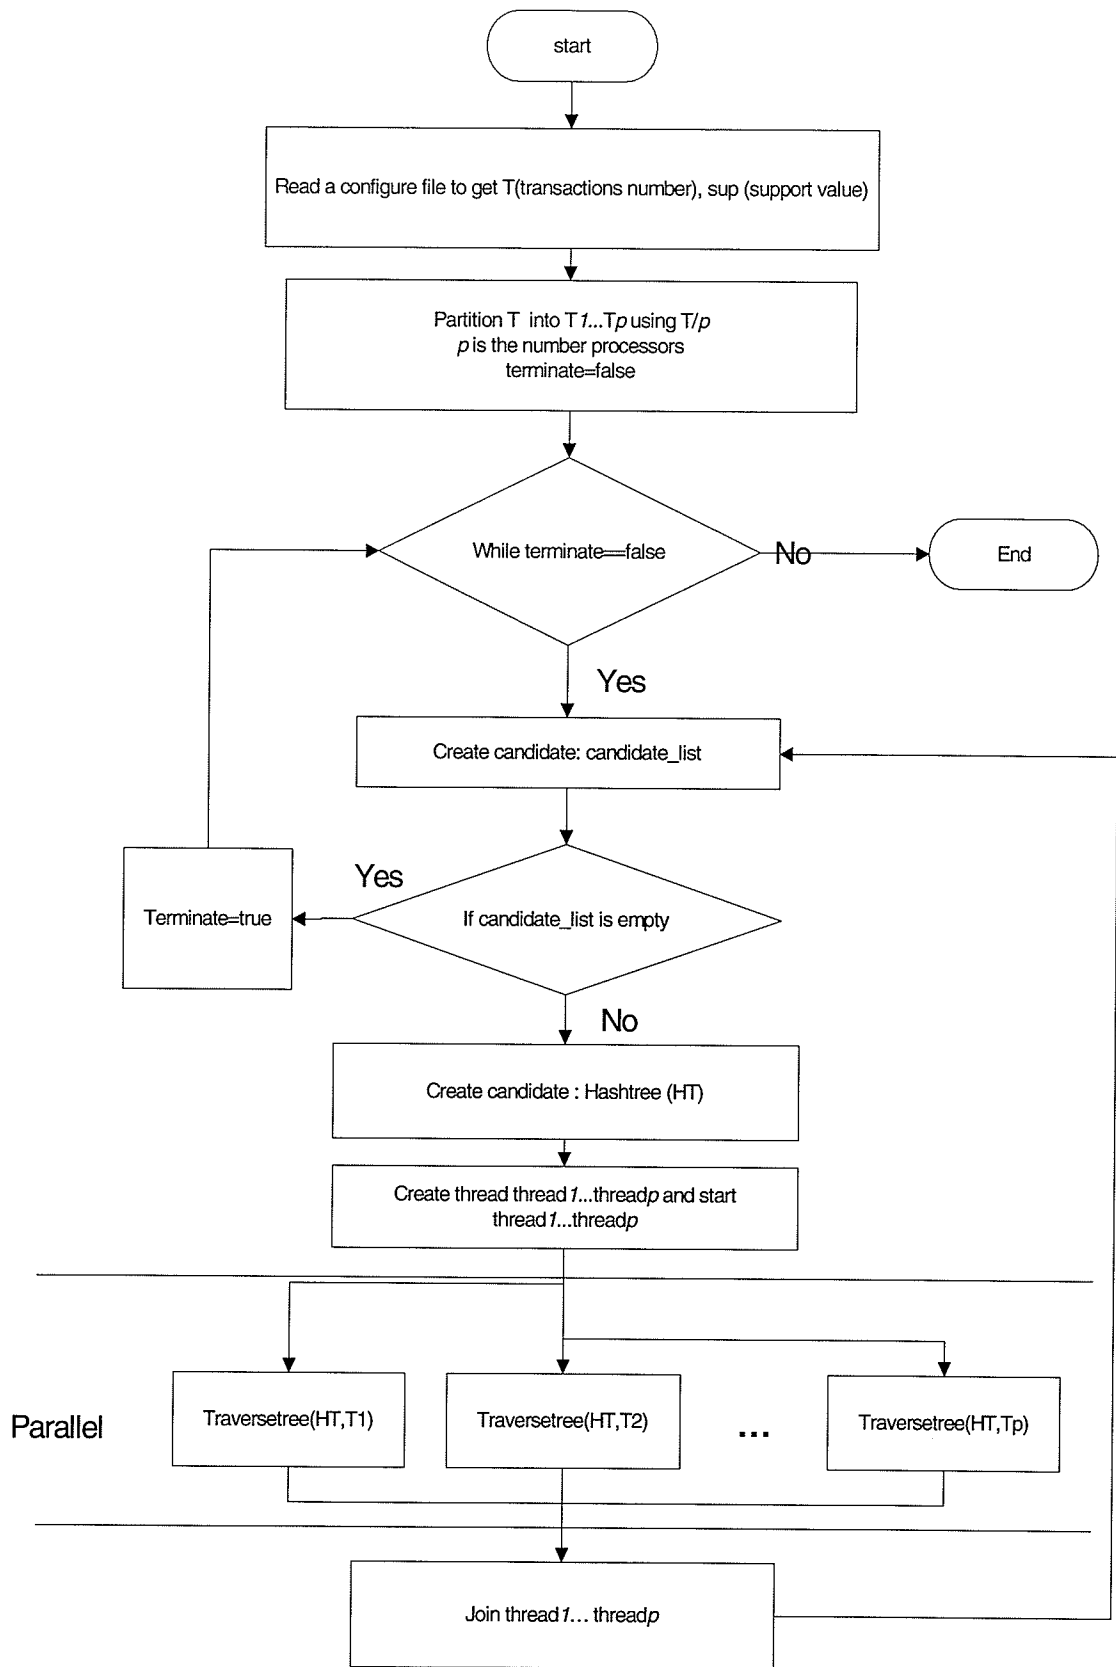 start
Read a configure file to get T(transactions number), sup (support value)
Partition T into T1...Tp using T/p
p is the number processors
terminate=false
While terminate==false
No
End
Yes
Create candidate: candidate_list
Yes
Terminate=true
If candidate_list is empty
No
Create candidate : Hashtree (HT)
Create thread thread1...threadp and start
thread1...threadp
Parallel
Traversetree(HT,T1)
Traversetree(HT,T2)
...
Traversetree(HT,Tp)
Join thread1... threadp